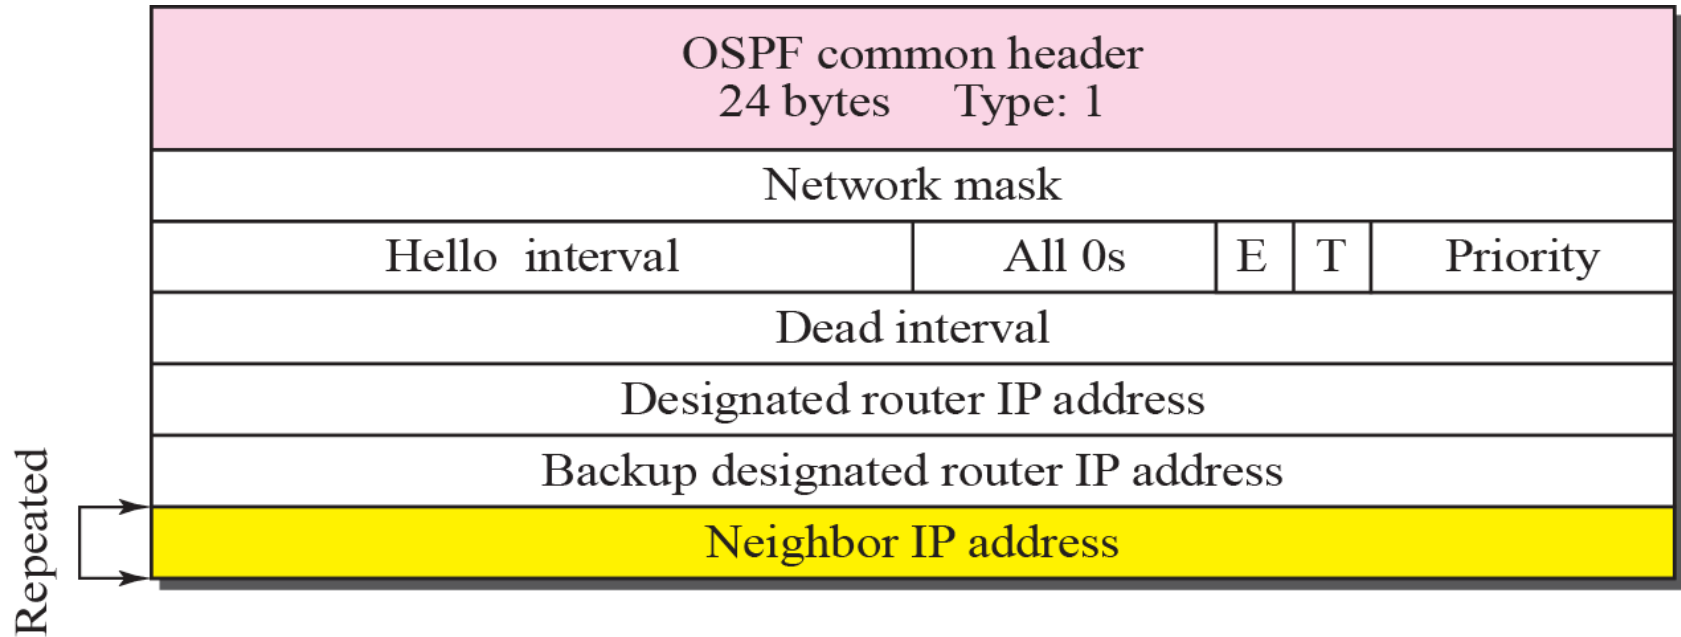 OSPF common header
24 bytes Type: 1
Network mask
Hello interval All 0s E T Priority
Dead interval
Designated router IP address
Backup designated router IP address
Repeated
Neighbor IP address